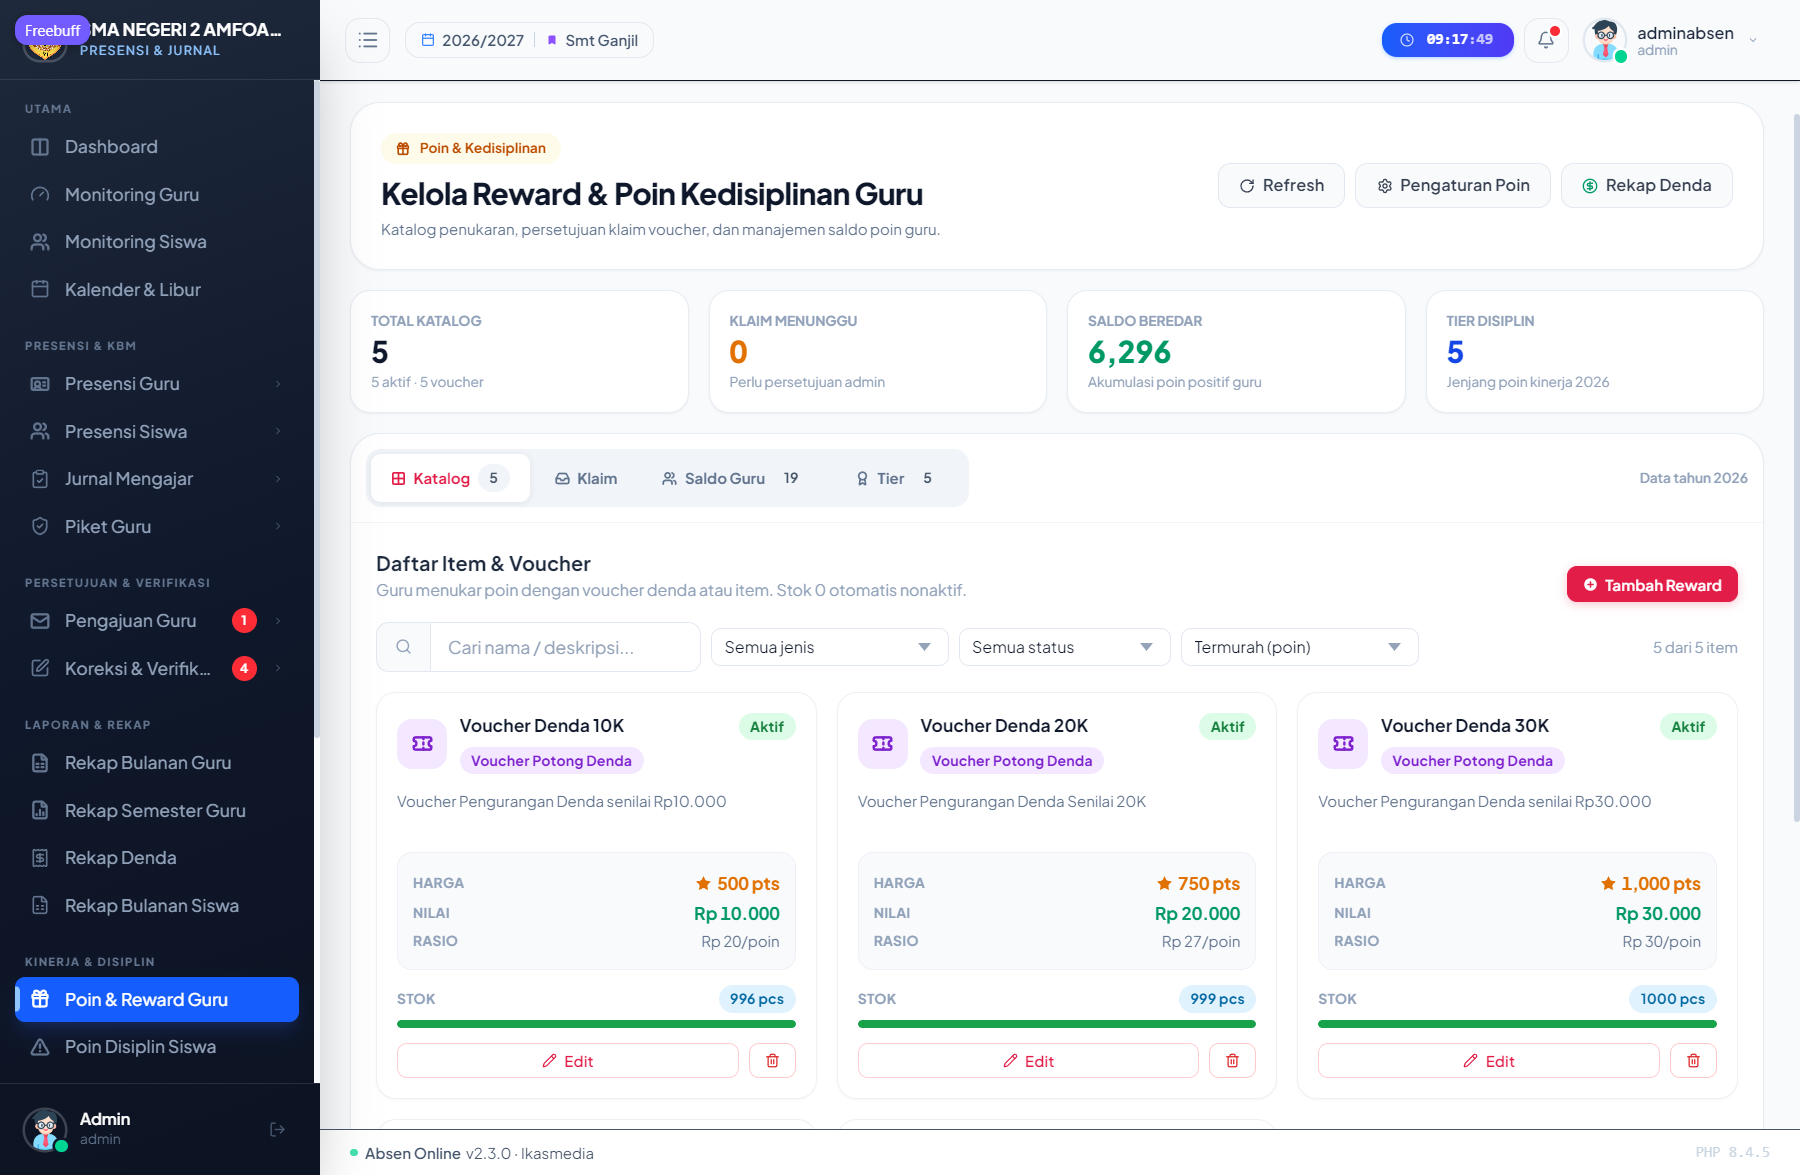 Freebuff
SMA NEGERI 2 AMFOA...
PRESENSI & JURNAL
UTAMA
Dashboard
Monitoring Guru
Monitoring Siswa
Kalender & Libur
PRESENSI & KBM
Presensi Guru
Presensi Siswa
Jurnal Mengajar
Piket Guru
PERSETUJUAN & VERIFIKASI
Pengajuan Guru 1
Koreksi & Verifik... 4
LAPORAN & REKAP
Rekap Bulanan Guru
Rekap Semester Guru
Rekap Denda
Rekap Bulanan Siswa
KINERJA & DISIPLIN
Poin & Reward Guru
Poin Disiplin Siswa
Admin
admin
2026/2027 Smt Ganjil
09:17:49
adminabsen
admin
Poin & Kedisiplinan
Kelola Reward & Poin Kedisiplinan Guru
Katalog penukaran, persetujuan klaim voucher, dan manajemen saldo poin guru.
Refresh
Pengaturan Poin
Rekap Denda
TOTAL KATALOG
5
5 aktif · 5 voucher
KLAIM MENUNGGU
0
Perlu persetujuan admin
SALDO BEREDAR
6,296
Akumulasi poin positif guru
TIER DISIPLIN
5
Jenjang poin kinerja 2026
Katalog 5
Klaim
Saldo Guru 19
Tier 5
Data tahun 2026
Daftar Item & Voucher
Guru menukar poin dengan voucher denda atau item. Stok 0 otomatis nonaktif.
Tambah Reward
Cari nama / deskripsi...
Semua jenis
Semua status
Termurah (poin)
5 dari 5 item
Voucher Denda 10K
Aktif
Voucher Potong Denda
Voucher Pengurangan Denda senilai Rp10.000
HARGA 500 pts
NILAI Rp 10.000
RASIO Rp 20/poin
STOK 996 pcs
Edit
Voucher Denda 20K
Aktif
Voucher Potong Denda
Voucher Pengurangan Denda Senilai 20K
HARGA 750 pts
NILAI Rp 20.000
RASIO Rp 27/poin
STOK 999 pcs
Edit
Voucher Denda 30K
Aktif
Voucher Potong Denda
Voucher Pengurangan Denda senilai Rp30.000
HARGA 1,000 pts
NILAI Rp 30.000
RASIO Rp 30/poin
STOK 1000 pcs
Edit
Absen Online v2.3.0 · Ikasmedia
PHP 8.4.5